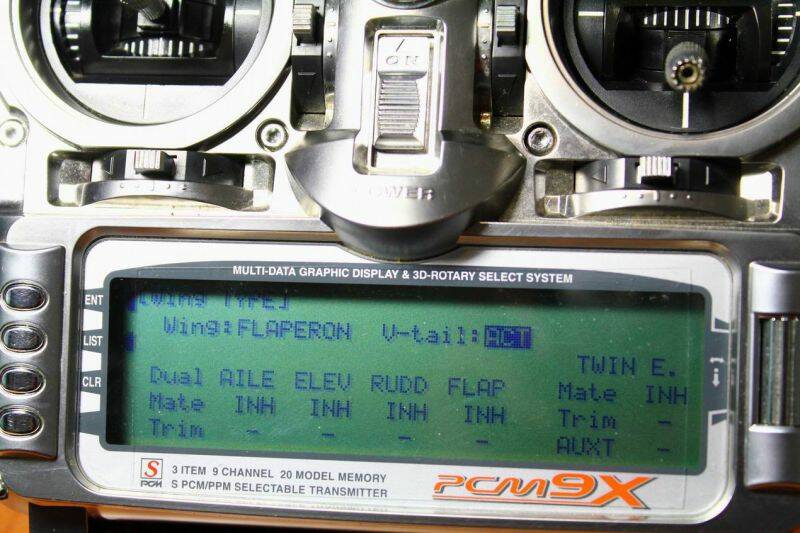 ON
POWER
MULTI-DATA GRAPHIC DISPLAY & 3D-ROTARY SELECT SYSTEM
ENT
LIST
CLR
[Wing TYPE]
Wing:FLAPERON V-tail:ACT
TWIN E.
Dual AILE ELEV RUDD FLAP Mate INH
Mate INH INH INH INH Trim -
Trim - - - - AUXT -
S PCM
3 ITEM 9 CHANNEL 20 MODEL MEMORY
S PCM/PPM SELECTABLE TRANSMITTER
PCM9X